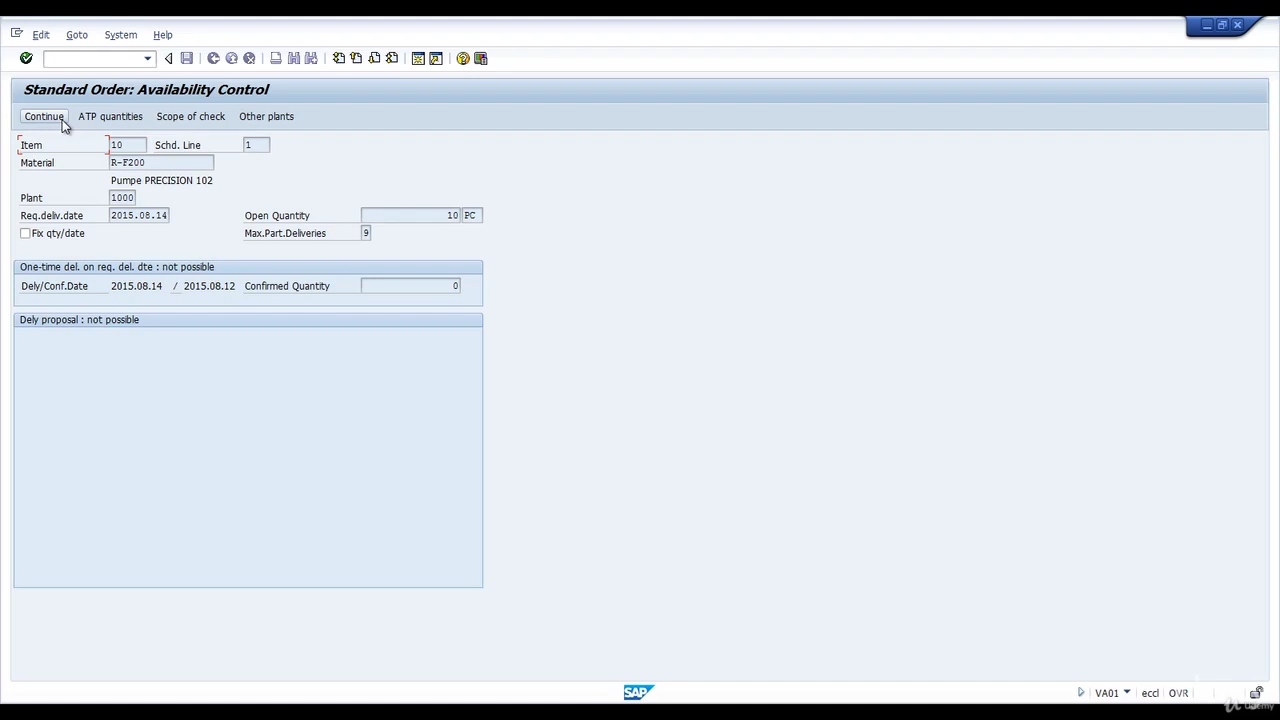 Edit Goto System Help
Standard Order: Availability Control
Continue ATP quantities Scope of check Other plants
Item 10 Schd. Line 1
Material R-F200
Pumpe PRECISION 102
Plant 1000
Req.deliv.date 2015.08.14 Open Quantity 10 PC
Fix qty/date Max.Part.Deliveries 9
One-time del. on req. del. dte : not possible
Dely/Conf.Date 2015.08.14 / 2015.08.12 Confirmed Quantity 0
Dely proposal : not possible
SAP VA01 eccl OVR
Udemy